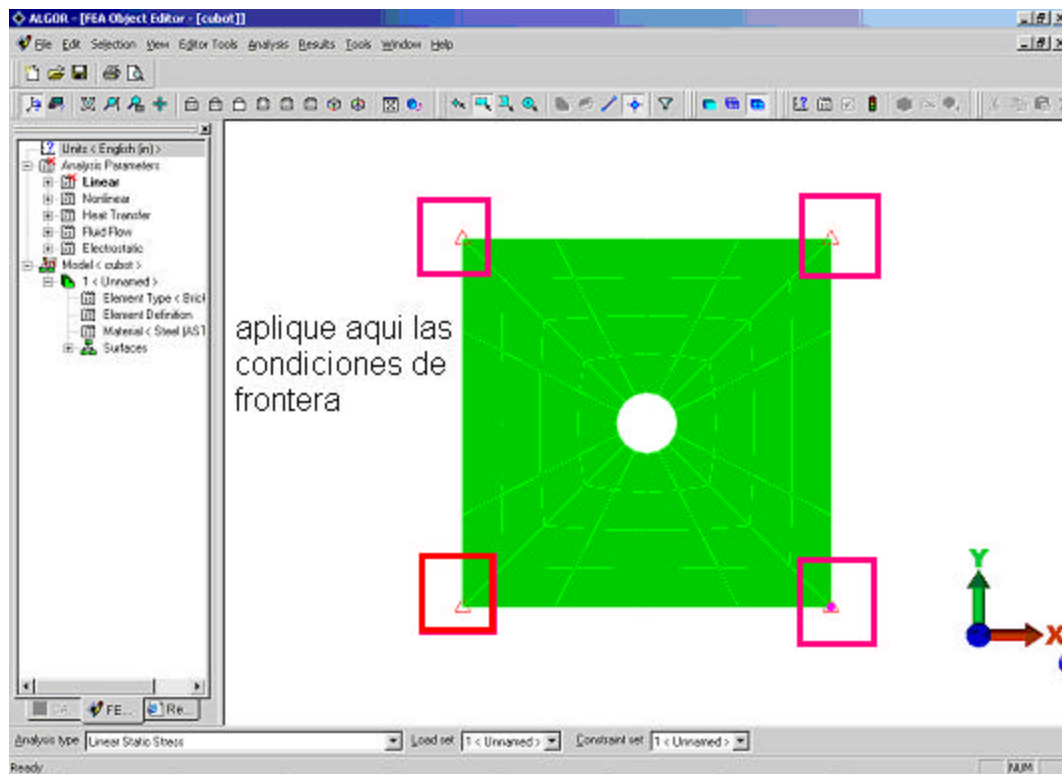 ALGOR - [FEA Object Editor - [cubot]]
File Edit Selection View Editor Tools Analysis Results Tools Window Help
Units < English (in) >
Analysis Parameters
Linear
Nonlinear
Heat Transfer
Fluid Flow
Electrostatic
Model < cubot >
1 < Unnamed >
Element Type < Brick
Element Definition
Material < Steel (AST
Surfaces
aplique aqui las
condiciones de
frontera
Y
X
CA... FE... Re...
Analysis type Linear Static Stress Load set 1 < Unnamed > Constraint set 1 < Unnamed >
Ready NUM